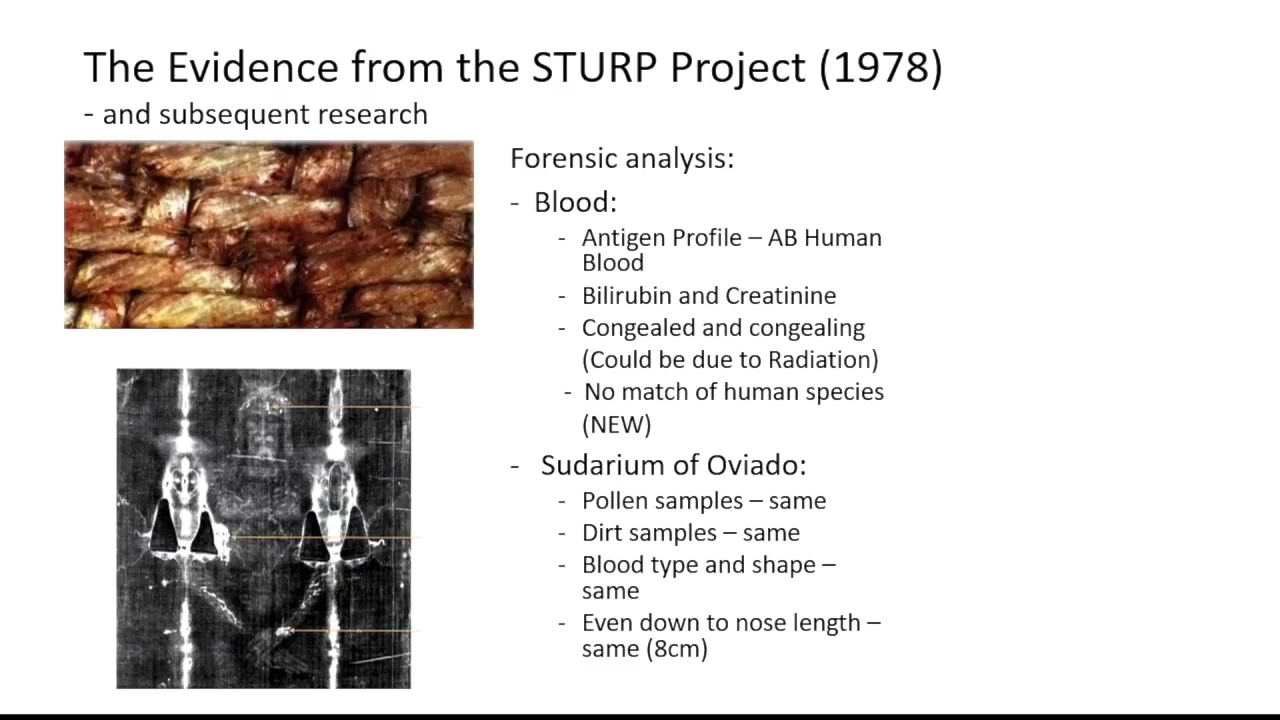 The Evidence from the STURP Project (1978)
- and subsequent research
Forensic analysis:
- Blood:
- Antigen Profile – AB Human
Blood
- Bilirubin and Creatinine
- Congealed and congealing
(Could be due to Radiation)
- No match of human species
(NEW)
- Sudarium of Oviado:
- Pollen samples – same
- Dirt samples – same
- Blood type and shape –
same
- Even down to nose length –
same (8cm)